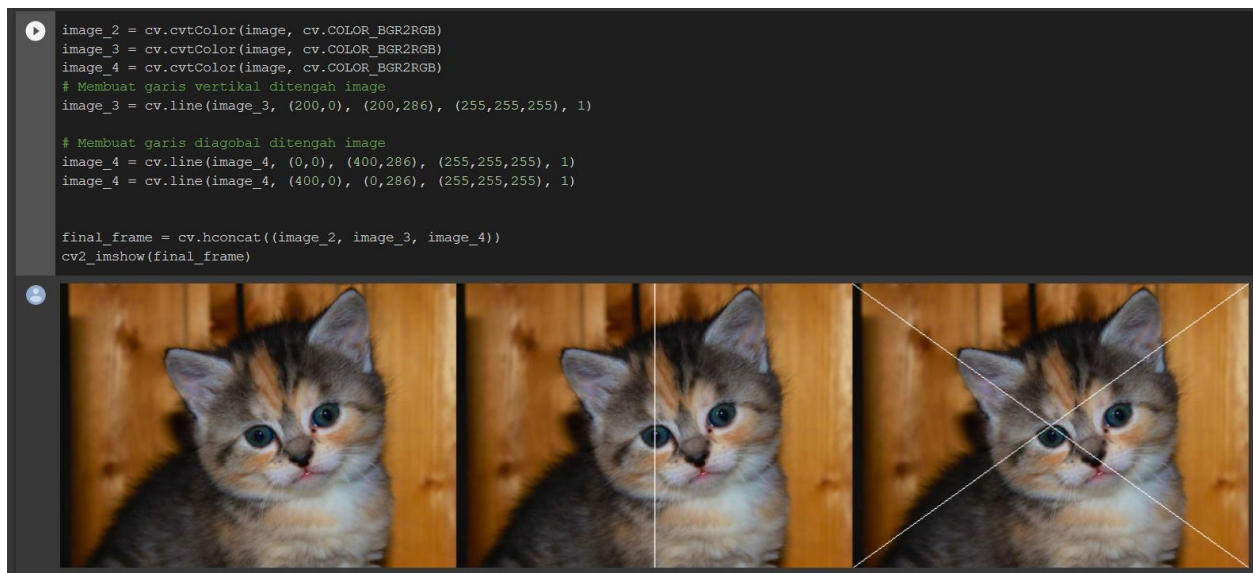 image_2 = cv.cvtColor(image, cv.COLOR_BGR2RGB)
image_3 = cv.cvtColor(image, cv.COLOR_BGR2RGB)
image_4 = cv.cvtColor(image, cv.COLOR_BGR2RGB)
# Membuat garis vertikal ditengah image
image_3 = cv.line(image_3, (200,0), (200,286), (255,255,255), 1)
# Membuat garis diagobal ditengah image
image_4 = cv.line(image_4, (0,0), (400,286), (255,255,255), 1)
image_4 = cv.line(image_4, (400,0), (0,286), (255,255,255), 1)
final_frame = cv.hconcat((image_2, image_3, image_4))
cv2_imshow(final_frame)